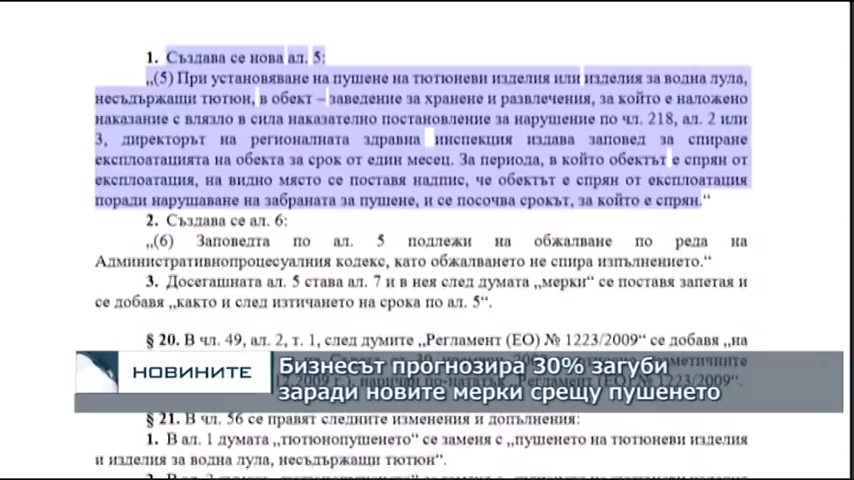 1. Създава се нова ал. 5:
„(5) При установяване на пушене на тютюневи изделия или изделия за водна лула,
несъдържащи тютюн, в обект – заведение за хранене и развлечения, за който е наложено
наказание с влязло в сила наказателно постановление за нарушение по чл. 218, ал. 2 или
3, директорът на регионалната здравна инспекция издава заповед за спиране
експлоатацията на обекта за срок от един месец. За периода, в който обектът е спрян от
експлоатация, на видно място се поставя надпис, че обектът е спрян от експлоатация
поради нарушаване на забраната за пушене, и се посочва срокът, за който е спрян.“
2. Създава се ал. 6:
„(6) Заповедта по ал. 5 подлежи на обжалване по реда на
Административнопроцесуалния кодекс, като обжалването не спира изпълнението.“
3. Досегашната ал. 5 става ал. 7 и в нея след думата „мерки“ се поставя запетая и
се добавя „както и след изтичането на срока по ал. 5“.
§ 20. В чл. 49, ал. 2, т. 1, след думите „Регламент (ЕО) № 1223/2009“ се добавя „на
НОВИНИТЕ
Бизнесът прогнозира 30% загуби
заради новите мерки срещу пушенето
§ 21. В чл. 56 се правят следните изменения и допълнения:
1. В ал. 1 думата „тютюнопушенето“ се заменя с „пушенето на тютюневи изделия
и изделия за водна лула, несъдържащи тютюн“.